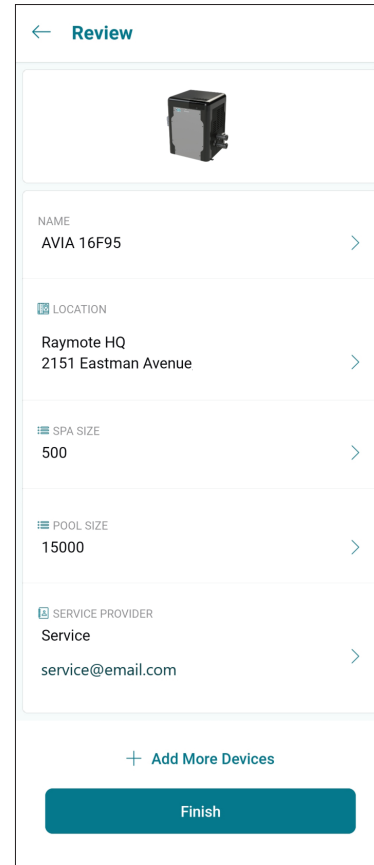 Review
NAME
AVIA 16F95
LOCATION
Raymote HQ
2151 Eastman Avenue
SPA SIZE
500
POOL SIZE
15000
SERVICE PROVIDER
Service
service@email.com
Add More Devices
Finish